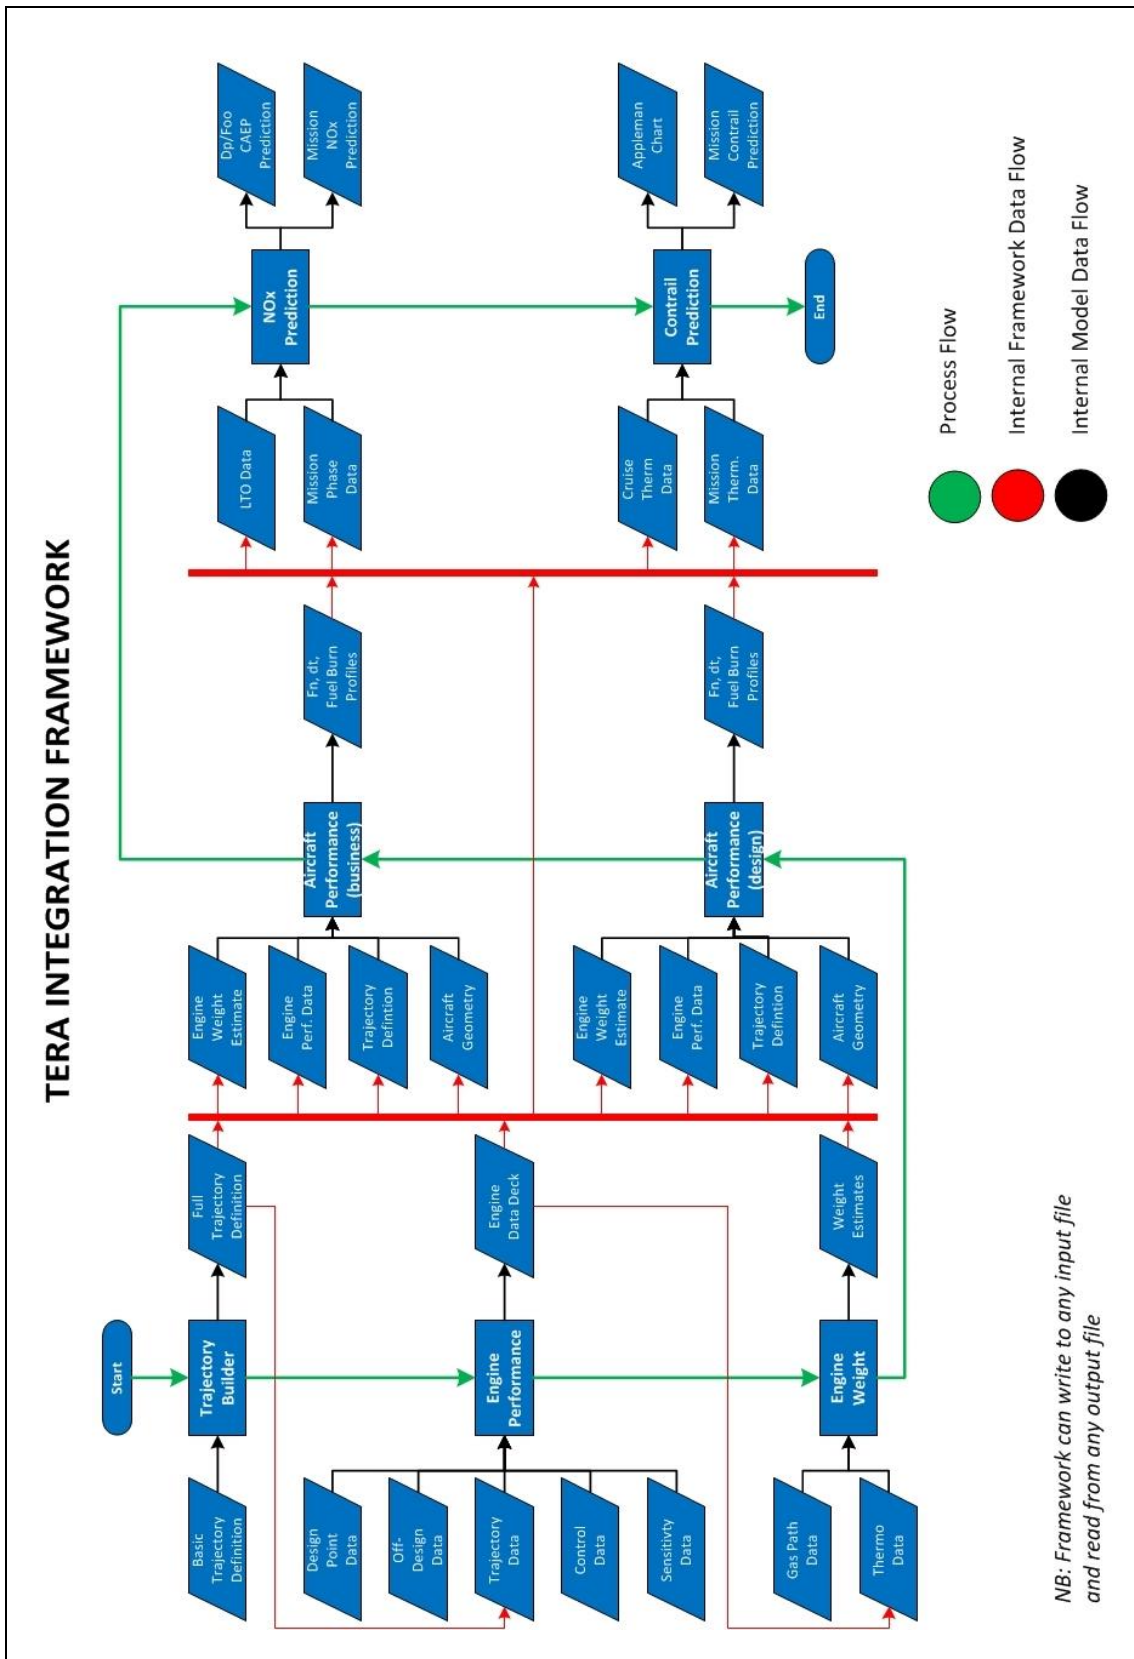 TERA INTEGRATION FRAMEWORK
Start
Basic
Trajectory
Definition
Trajectory
Builder
Full
Trajectory
Definition
Design
Point
Data
Off-
Design
Data
Trajectory
Data
Control
Data
Sensitivty
Data
Engine
Performance
Engine
Data Deck
Gas Path
Data
Thermo
Data
Engine
Weight
Weight
Estimates
Engine
Weight
Estimate
Engine
Perf. Data
Trajectory
Defintion
Aircraft
Geometry
Aircraft
Performance
(business)
Fn, dt,
Fuel Burn
Profiles
Engine
Weight
Estimate
Engine
Perf. Data
Trajectory
Defintion
Aircraft
Geometry
Aircraft
Performance
(design)
Fn, dt,
Fuel Burn
Profiles
LTO Data
Mission
Phase
Data
NOx
Prediction
Dp/Foo
CAEP
Prediction
Mission
NOx
Prediction
Cruise
Therm
Data
Mission
Therm.
Data
Contrail
Prediction
Appleman
Chart
Mission
Contrail
Prediction
End
Process Flow
Internal Framework Data Flow
Internal Model Data Flow
NB: Framework can write to any input file
and read from any output file